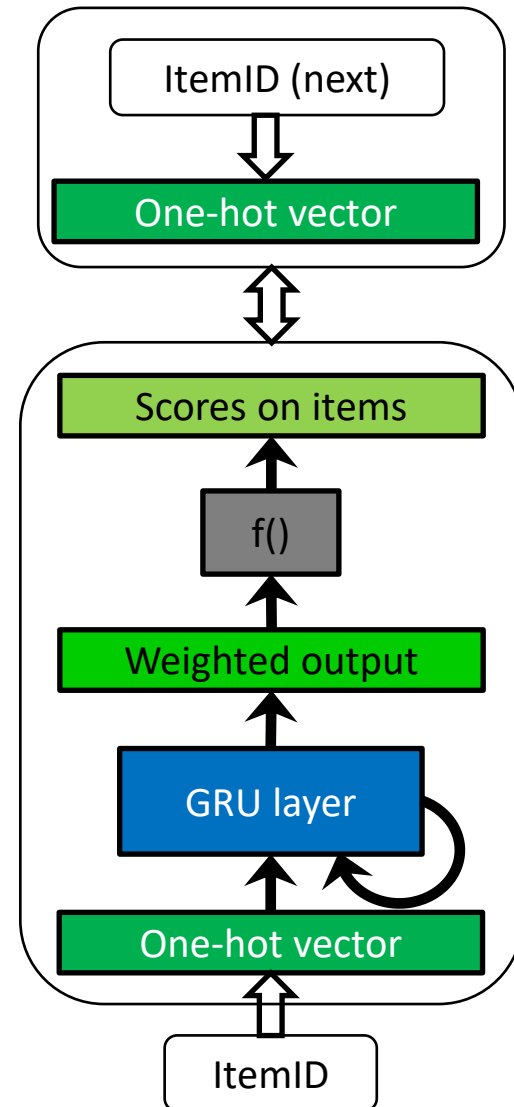 ItemID (next)
One-hot vector
Scores on items
f()
Weighted output
GRU layer
One-hot vector
ItemID